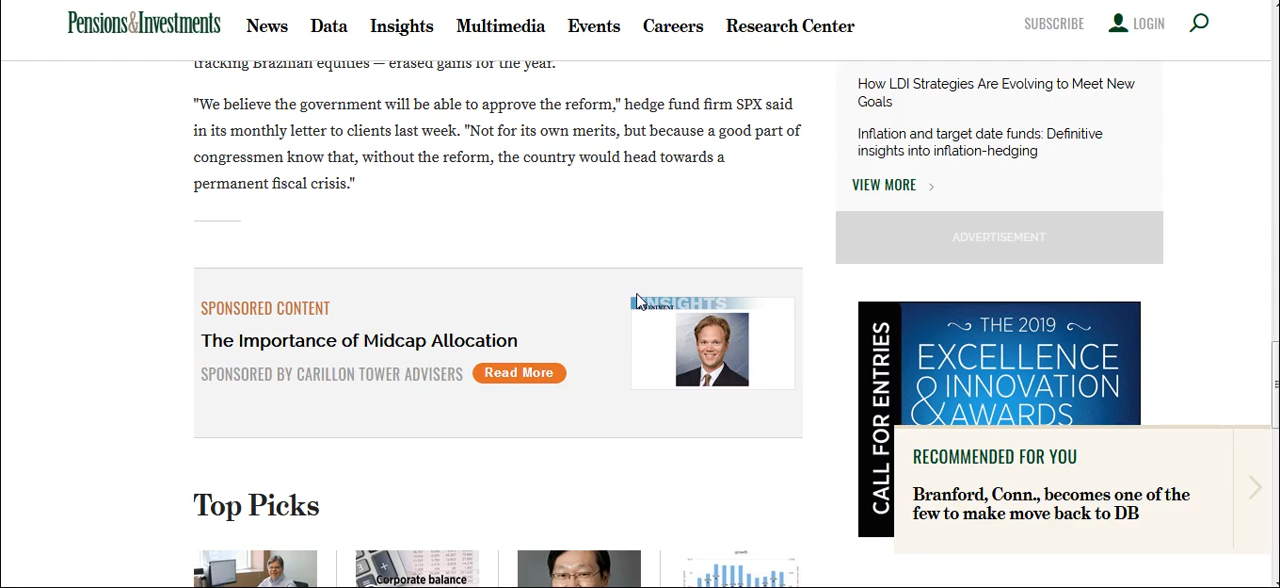 Pensions&Investments
News Data Insights Multimedia Events Careers Research Center
SUBSCRIBE LOGIN
tracking Brazilian equities — erased gains for the year.
"We believe the government will be able to approve the reform," hedge fund firm SPX said
in its monthly letter to clients last week. "Not for its own merits, but because a good part of
congressmen know that, without the reform, the country would head towards a
permanent fiscal crisis."
SPONSORED CONTENT
The Importance of Midcap Allocation
SPONSORED BY CARILLON TOWER ADVISERS Read More
INSIGHTS
Top Picks
Corporate balance
growth
How LDI Strategies Are Evolving to Meet New
Goals
Inflation and target date funds: Definitive
insights into inflation-hedging
VIEW MORE
ADVERTISEMENT
CALL FOR ENTRIES
THE 2019
EXCELLENCE
& INNOVATION
AWARDS
RECOMMENDED FOR YOU
Branford, Conn., becomes one of the
few to make move back to DB